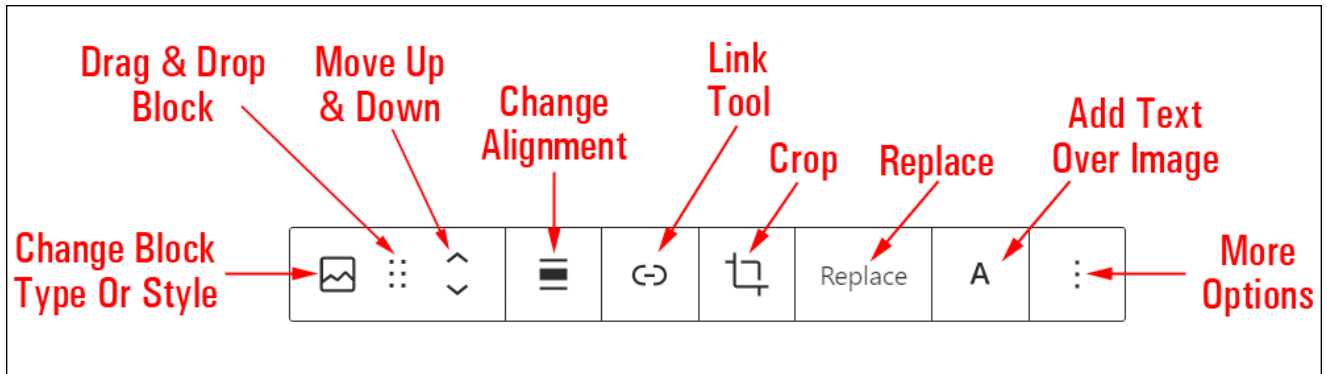 Drag & Drop
Block
Move Up
& Down
Change
Alignment
Link
Tool
Crop
Replace
Add Text
Over Image
Change Block
Type Or Style
Replace
A
More
Options